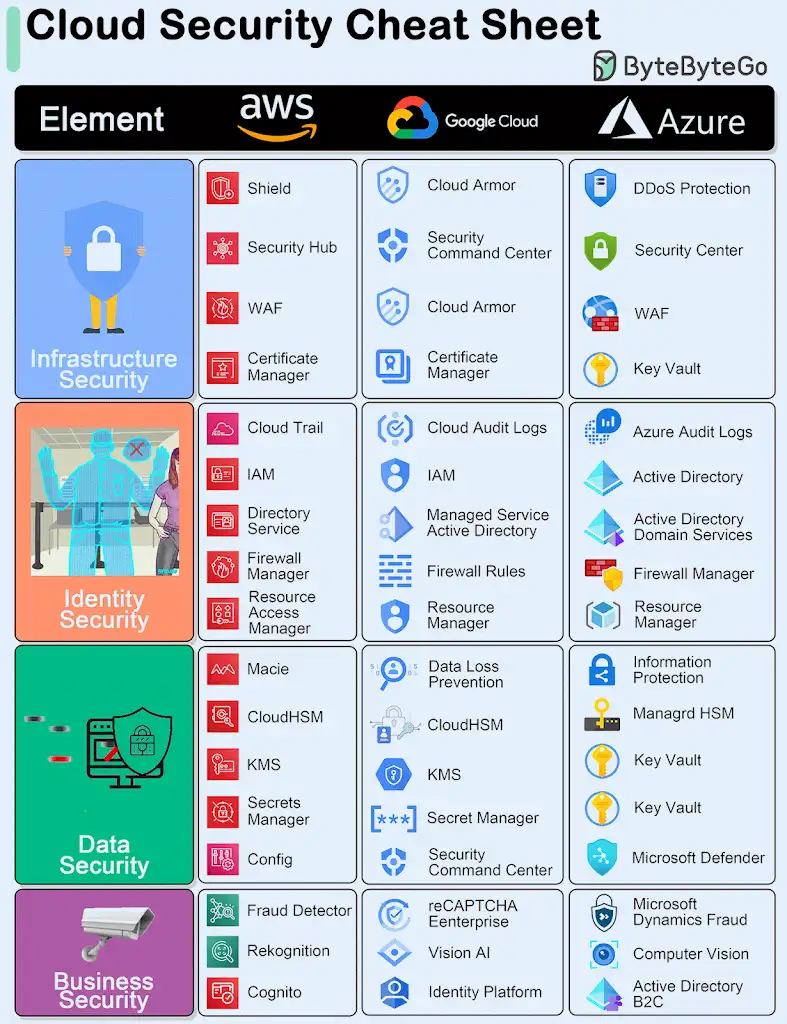 Cloud Security Cheat Sheet
ByteByteGo
Element
aws
Google Cloud
Azure
Infrastructure
Security
Shield
Cloud Armor
DDoS Protection
Security Hub
Security
Command Center
Security Center
WAF
Cloud Armor
WAF
Certificate
Manager
Certificate
Manager
Key Vault
Identity
Security
Cloud Trail
Cloud Audit Logs
Azure Audit Logs
IAM
IAM
Active Directory
Directory
Service
Managed Service
Active Directory
Active Directory
Domain Services
Firewall
Manager
Firewall Rules
Firewall Manager
Resource
Access
Manager
Resource
Manager
Resource
Manager
Data
Security
Macie
Data Loss
Prevention
Information
Protection
CloudHSM
CloudHSM
Managrd HSM
KMS
KMS
Key Vault
Secrets
Manager
Secret Manager
Key Vault
Config
Security
Command Center
Microsoft Defender
Business
Security
Fraud Detector
reCAPTCHA
Eenterprise
Microsoft
Dynamics Fraud
Rekognition
Vision AI
Computer Vision
Cognito
Identity Platform
Active Directory
B2C